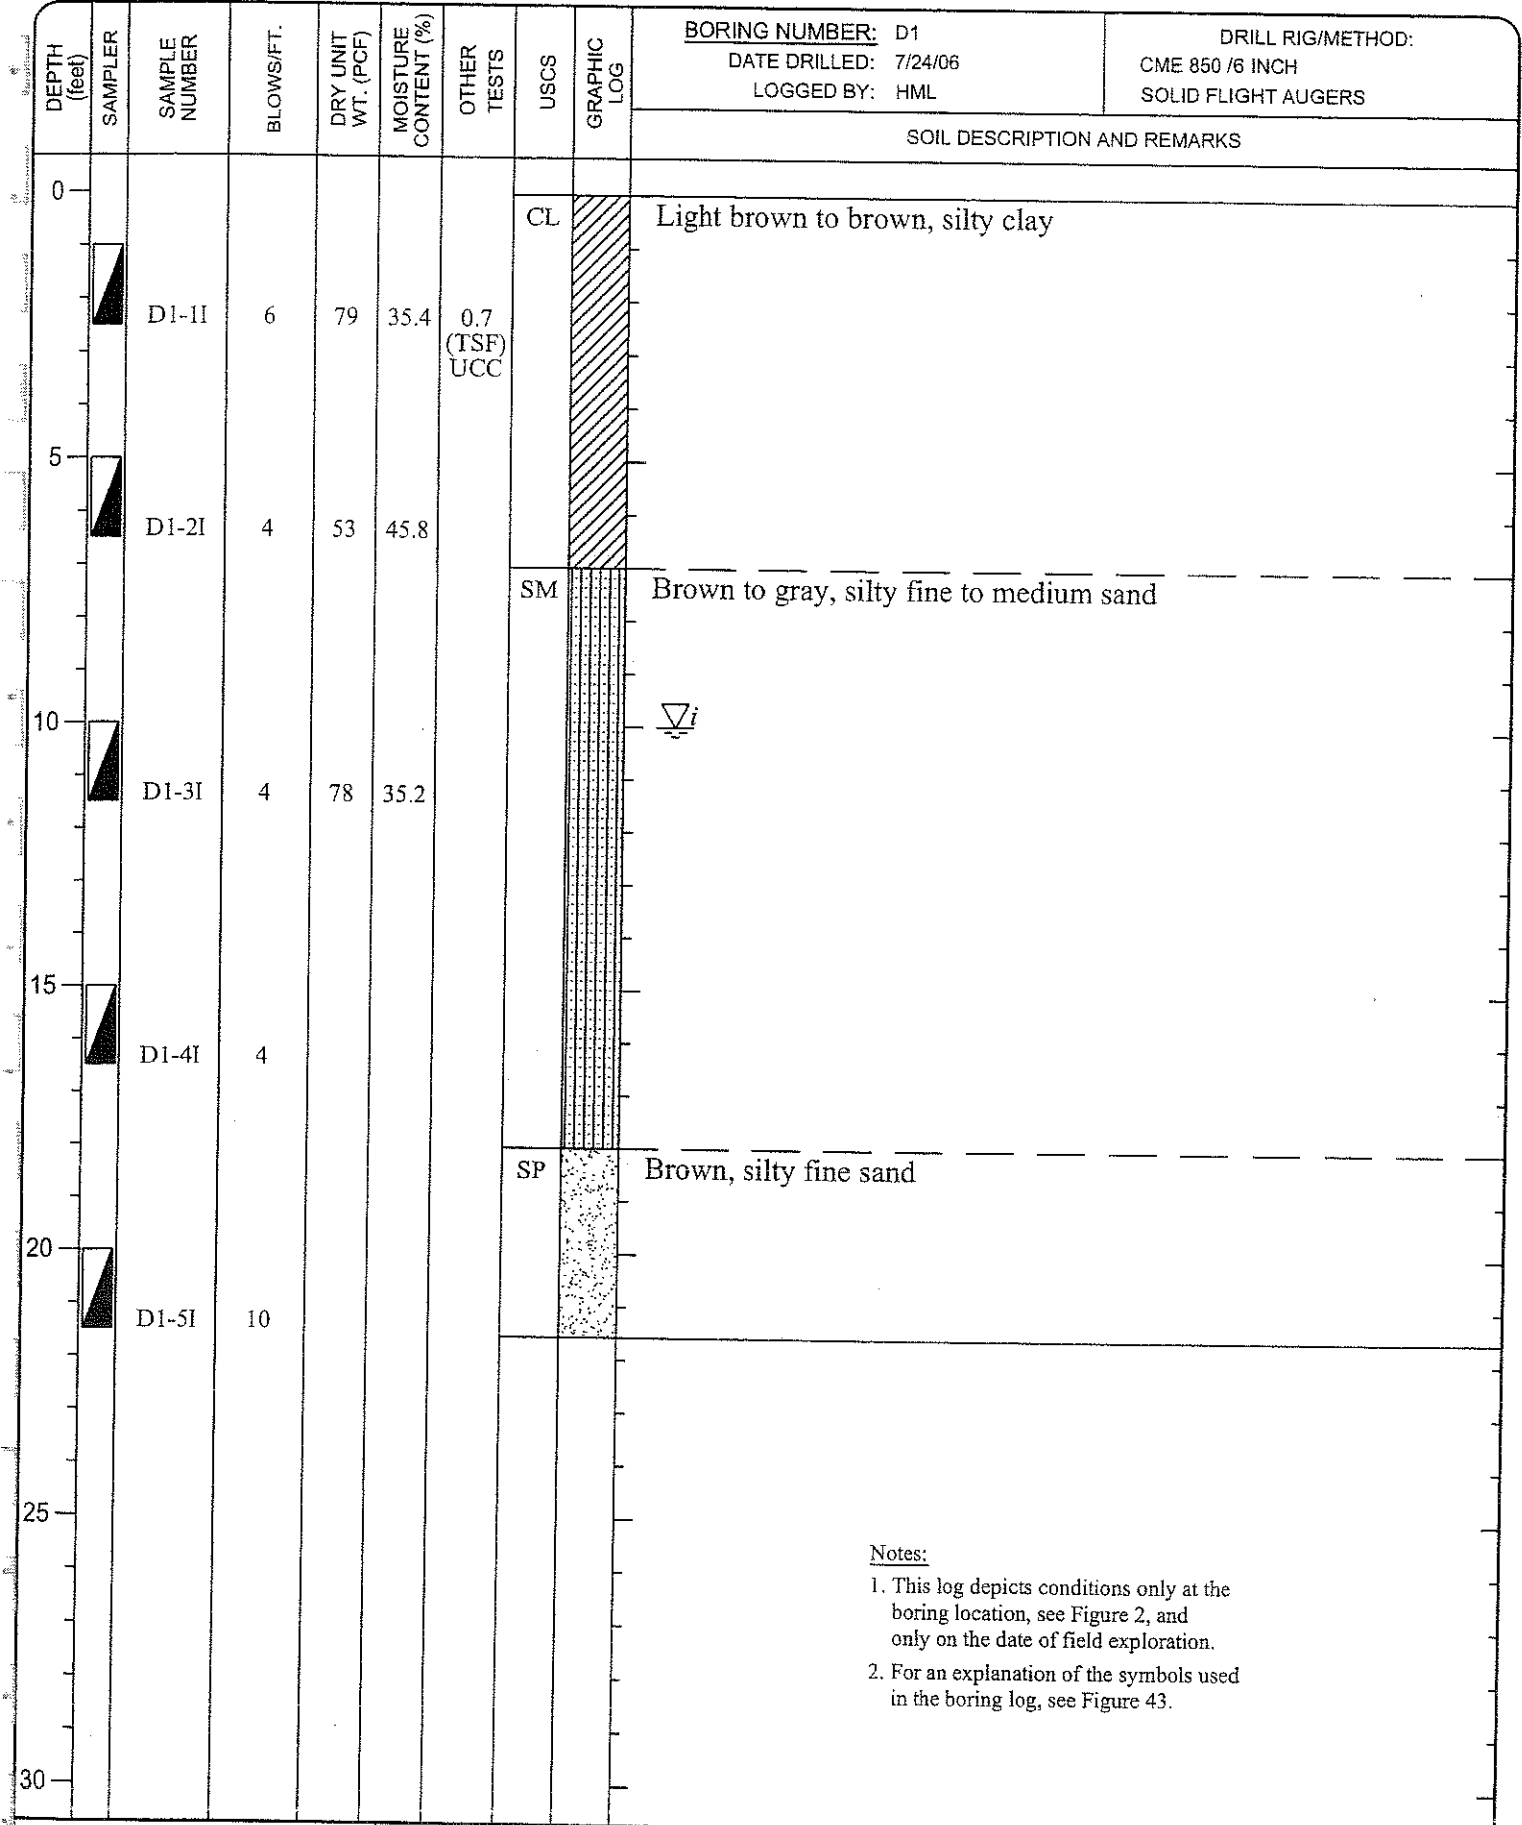 DEPTH
(feet)
SAMPLER
SAMPLE
NUMBER
BLOWS/FT.
DRY UNIT
WT. (PCF)
MOISTURE
CONTENT (%)
OTHER
TESTS
USCS
GRAPHIC
LOG
BORING NUMBER: D1
DATE DRILLED: 7/24/06
LOGGED BY: HML
DRILL RIG/METHOD:
CME 850 /6 INCH
SOLID FLIGHT AUGERS
SOIL DESCRIPTION AND REMARKS
0
CL Light brown to brown, silty clay
D1-1I 6 79 35.4 0.7
(TSF)
UCC
5
D1-2I 4 53 45.8
SM Brown to gray, silty fine to medium sand
10
i
D1-3I 4 78 35.2
15
D1-4I 4
SP Brown, silty fine sand
20
D1-5I 10
25
Notes:
1. This log depicts conditions only at the
boring location, see Figure 2, and
only on the date of field exploration.
2. For an explanation of the symbols used
in the boring log, see Figure 43.
30